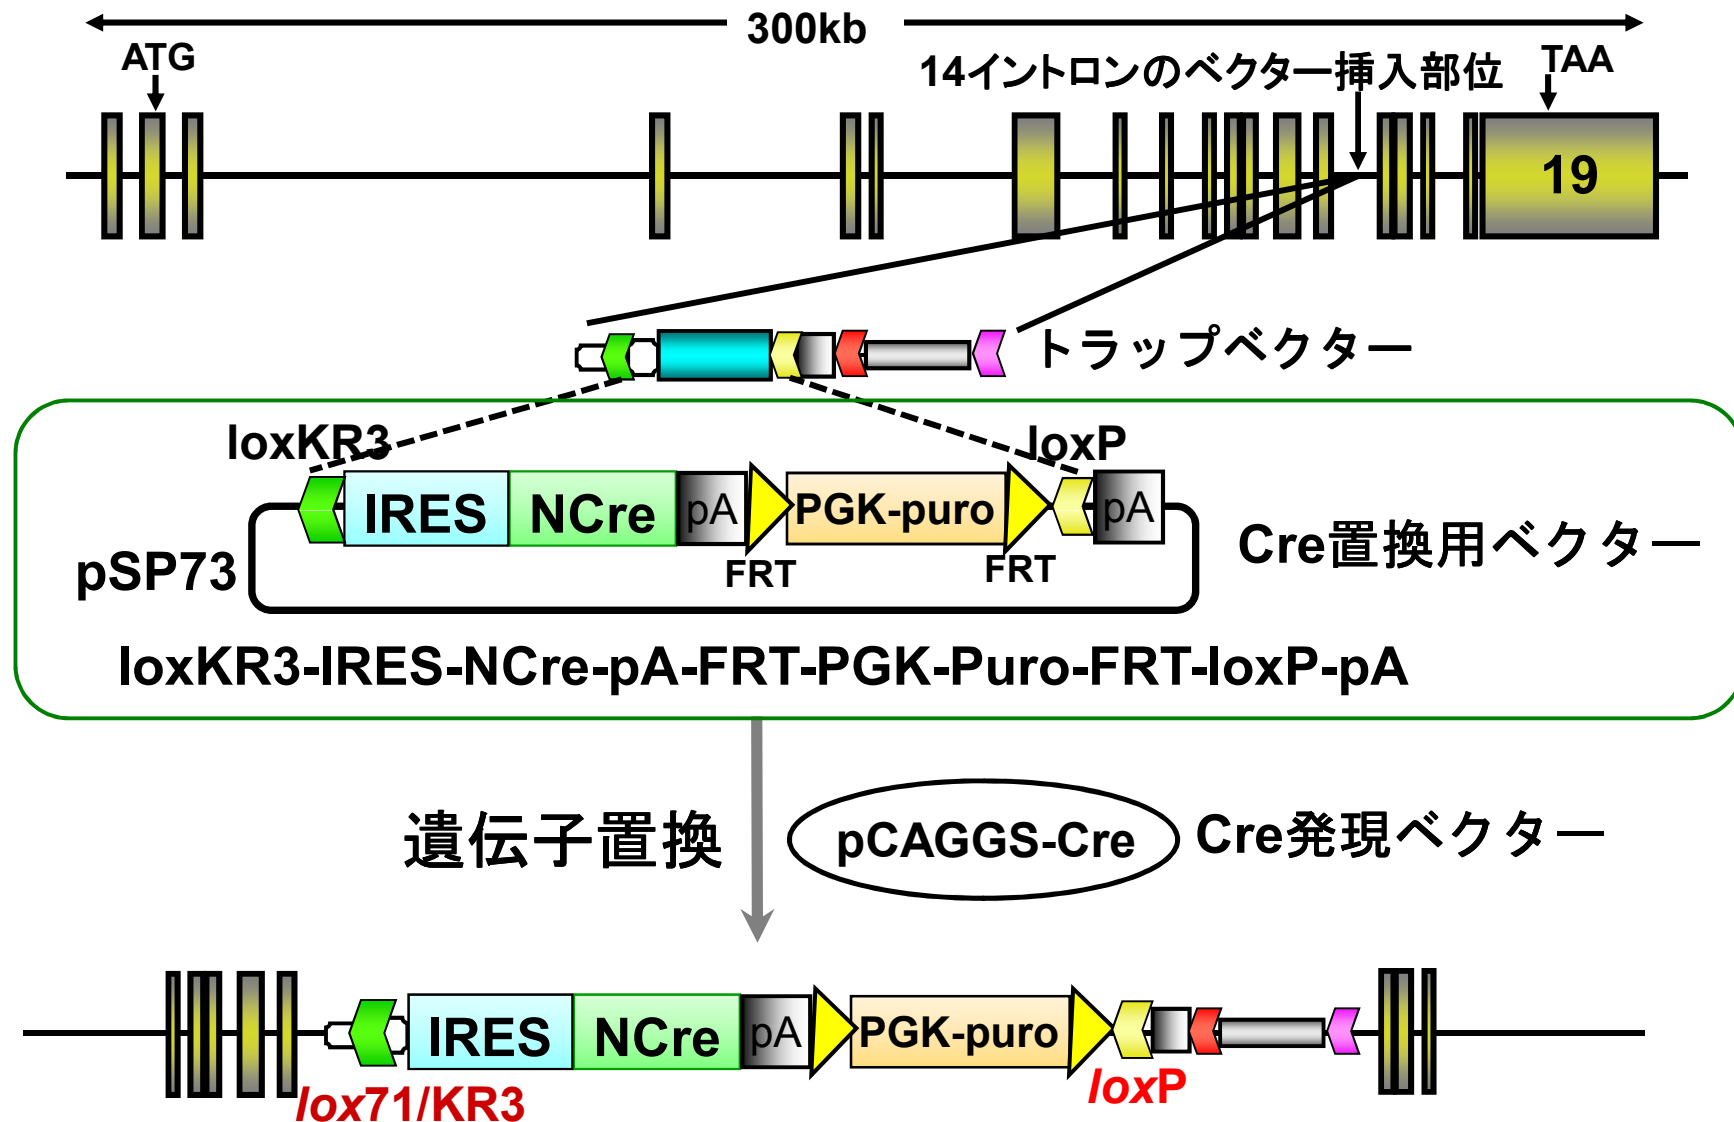 300kb
ATG
14イントロンのベクター挿入部位
TAA
19
トラップベクター
loxKR3
loxP
IRES
NCre
pA
PGK-puro
pA
Cre置換用ベクター
pSP73
FRT
FRT
loxKR3-IRES-NCre-pA-FRT-PGK-Puro-FRT-loxP-pA
遺伝子置換
pCAGGS-Cre
Cre発現ベクター
IRES
NCre
pA
PGK-puro
lox71/KR3
loxP